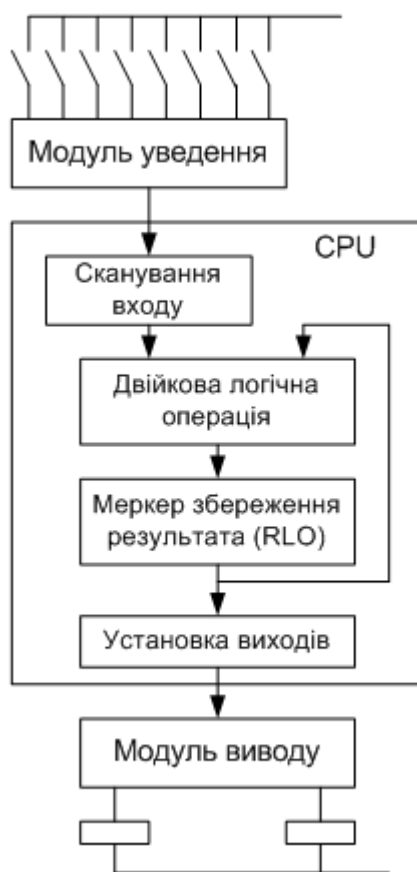 Модуль уведення
CPU
Сканування
входу
Двійкова логічна
операція
Меркер збереження
результата (RLO)
Установка виходів
Модуль виводу